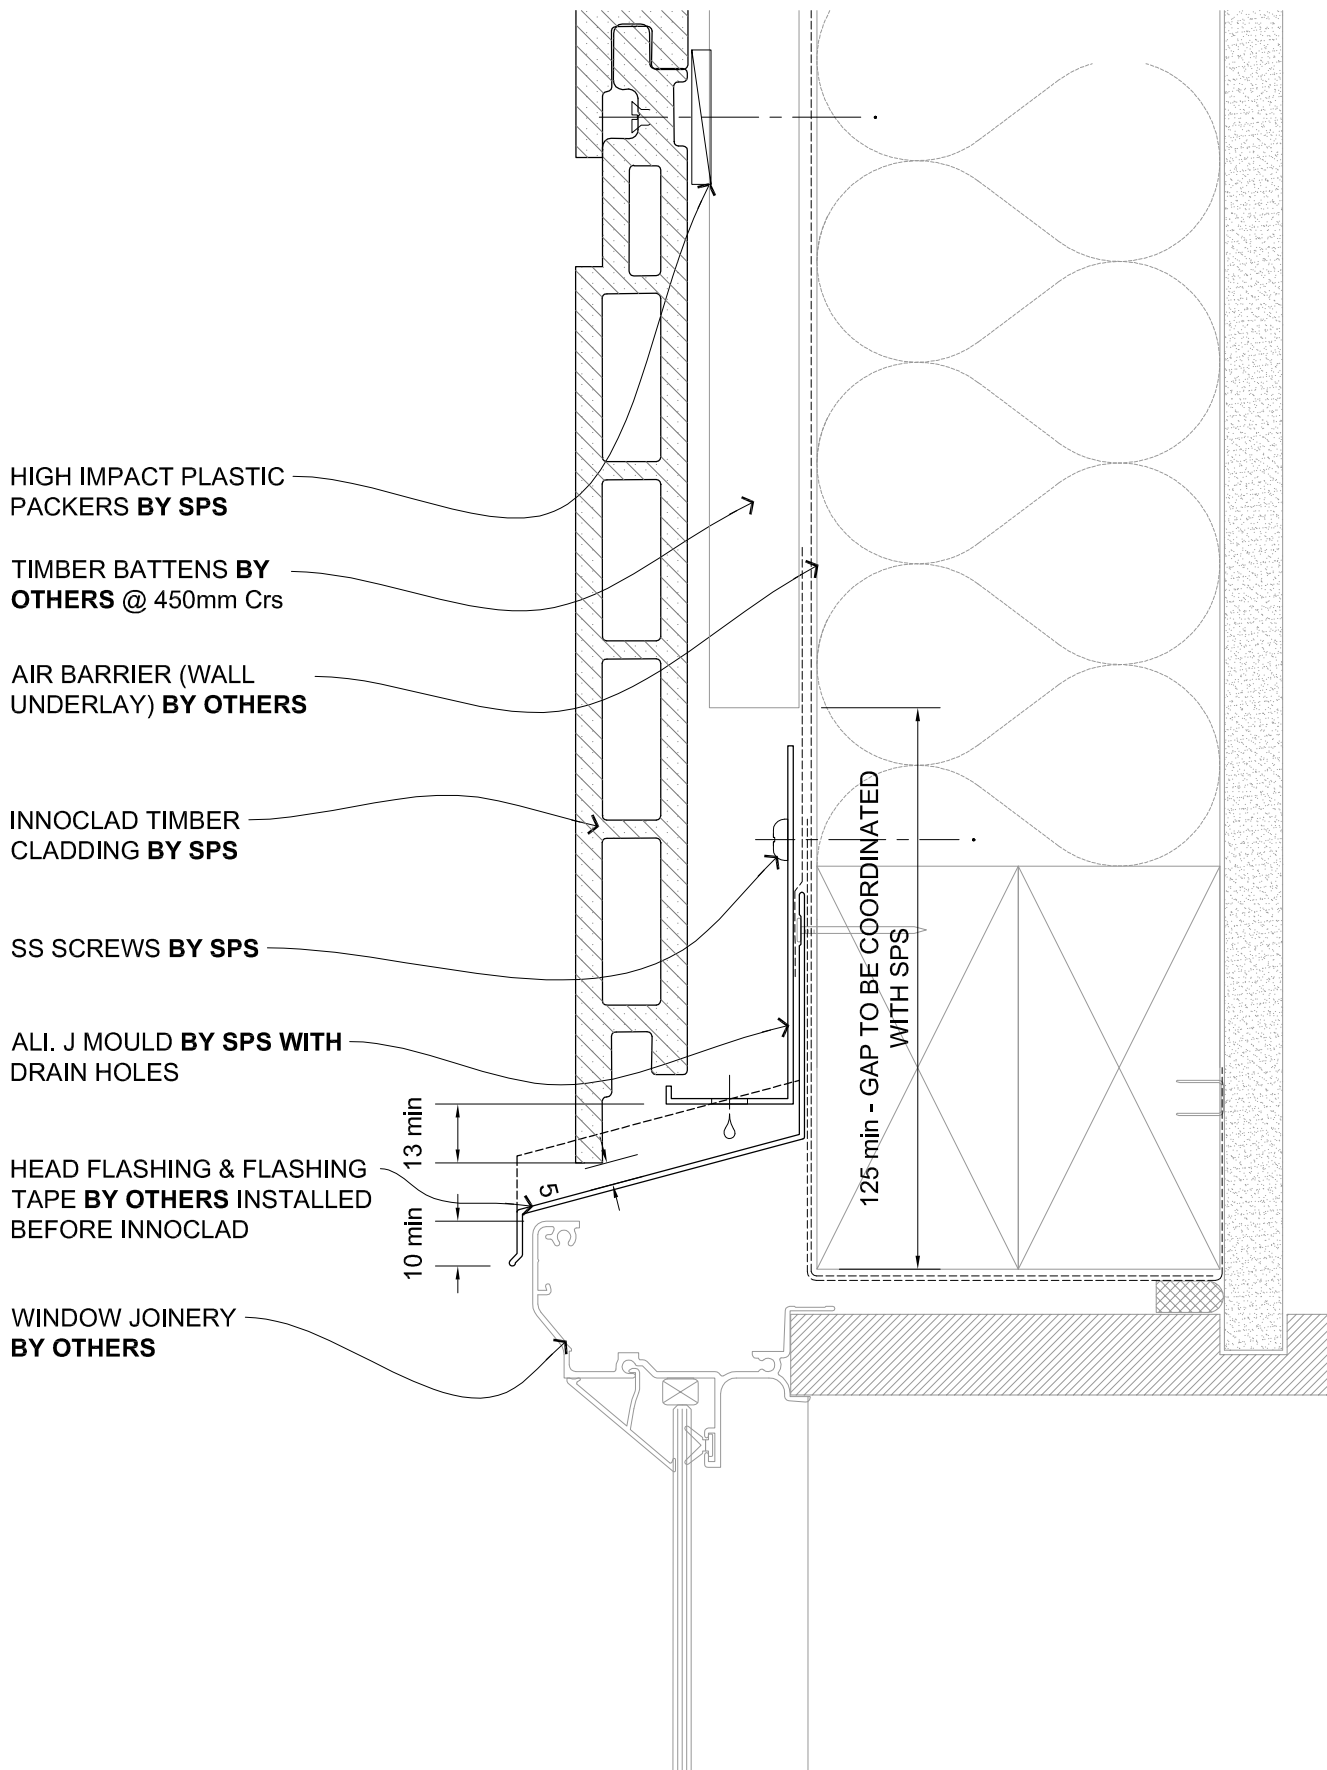 HIGH IMPACT PLASTIC
PACKERS BY SPS
TIMBER BATTENS BY
OTHERS @ 450mm Crs
AIR BARRIER (WALL
UNDERLAY) BY OTHERS
INNOCLAD TIMBER
CLADDING BY SPS
SS SCREWS BY SPS
ALI. J MOULD BY SPS WITH
DRAIN HOLES
HEAD FLASHING & FLASHING
TAPE BY OTHERS INSTALLED
BEFORE INNOCLAD
WINDOW JOINERY
BY OTHERS
13 min
10 min
5
125 min - GAP TO BE COORDINATED
WITH SPS